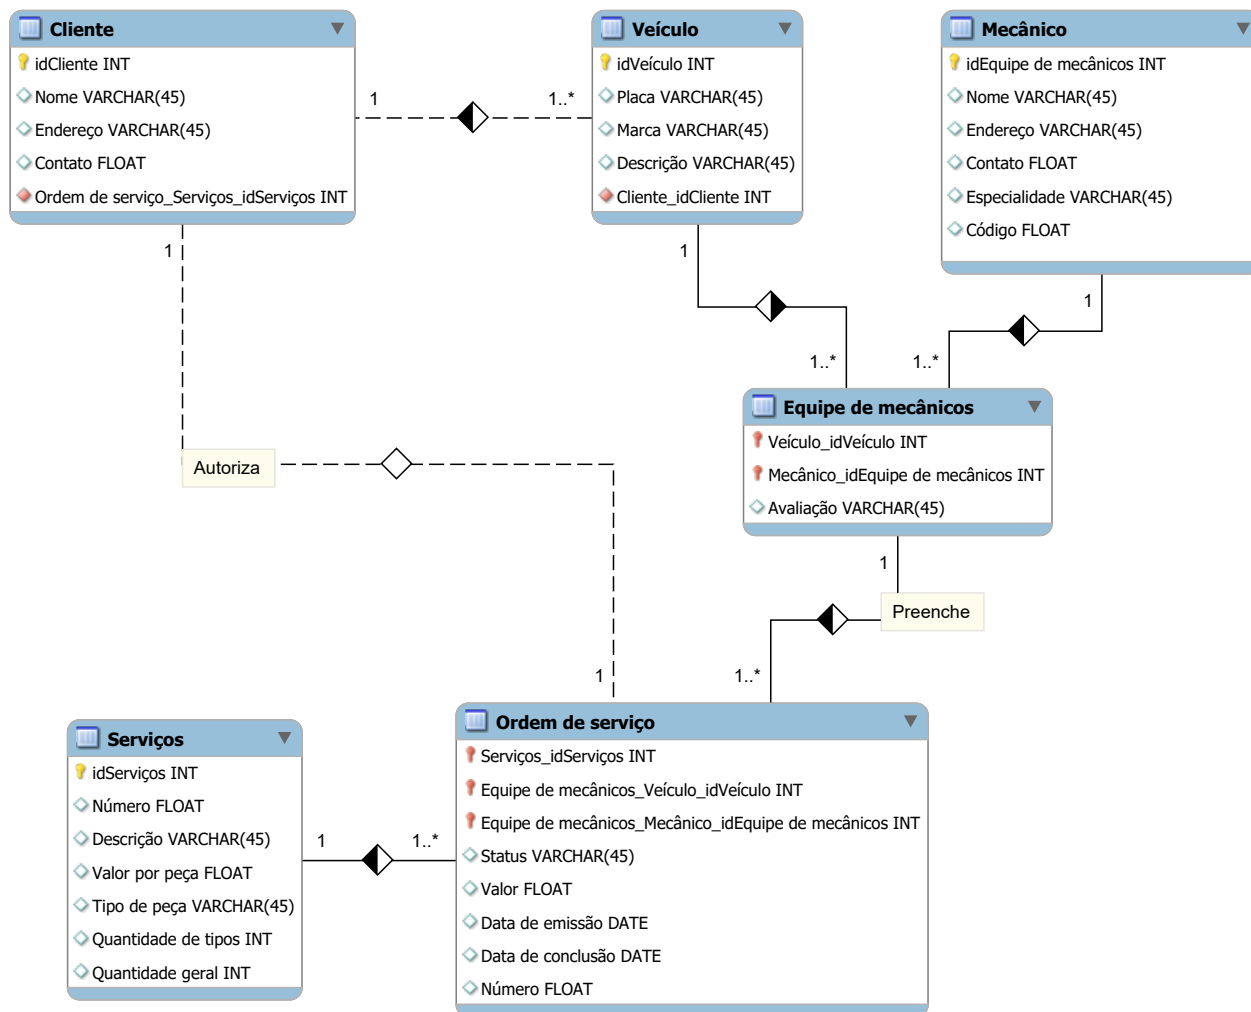 Cliente
idCliente INT
Nome VARCHAR(45)
Endereço VARCHAR(45)
Contato FLOAT
Ordem de serviço_Serviços_idServiços INT
1
1..*
Veículo
idVeículo INT
Placa VARCHAR(45)
Marca VARCHAR(45)
Descrição VARCHAR(45)
Cliente_idCliente INT
Mecânico
idEquipe de mecânicos INT
Nome VARCHAR(45)
Endereço VARCHAR(45)
Contato FLOAT
Especialidade VARCHAR(45)
Código FLOAT
1
1
1
1..*
1..*
Equipe de mecânicos
Veículo_idVeículo INT
Mecânico_idEquipe de mecânicos INT
Avaliação VARCHAR(45)
Autoriza
1
Preenche
1
1..*
Serviços
idServiços INT
Número FLOAT
Descrição VARCHAR(45)
Valor por peça FLOAT
Tipo de peça VARCHAR(45)
Quantidade de tipos INT
Quantidade geral INT
1
1..*
Ordem de serviço
Serviços_idServiços INT
Equipe de mecânicos_Veículo_idVeículo INT
Equipe de mecânicos_Mecânico_idEquipe de mecânicos INT
Status VARCHAR(45)
Valor FLOAT
Data de emissão DATE
Data de conclusão DATE
Número FLOAT